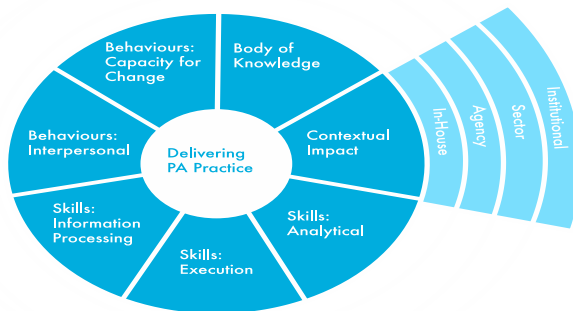 Behaviours:
Capacity for
Change
Body of
Knowledge
Behaviours:
Interpersonal
Delivering
PA Practice
Contextual
Impact
In-House
Agency
Sector
Institutional
Skills:
Information
Processing
Skills:
Analytical
Skills:
Execution